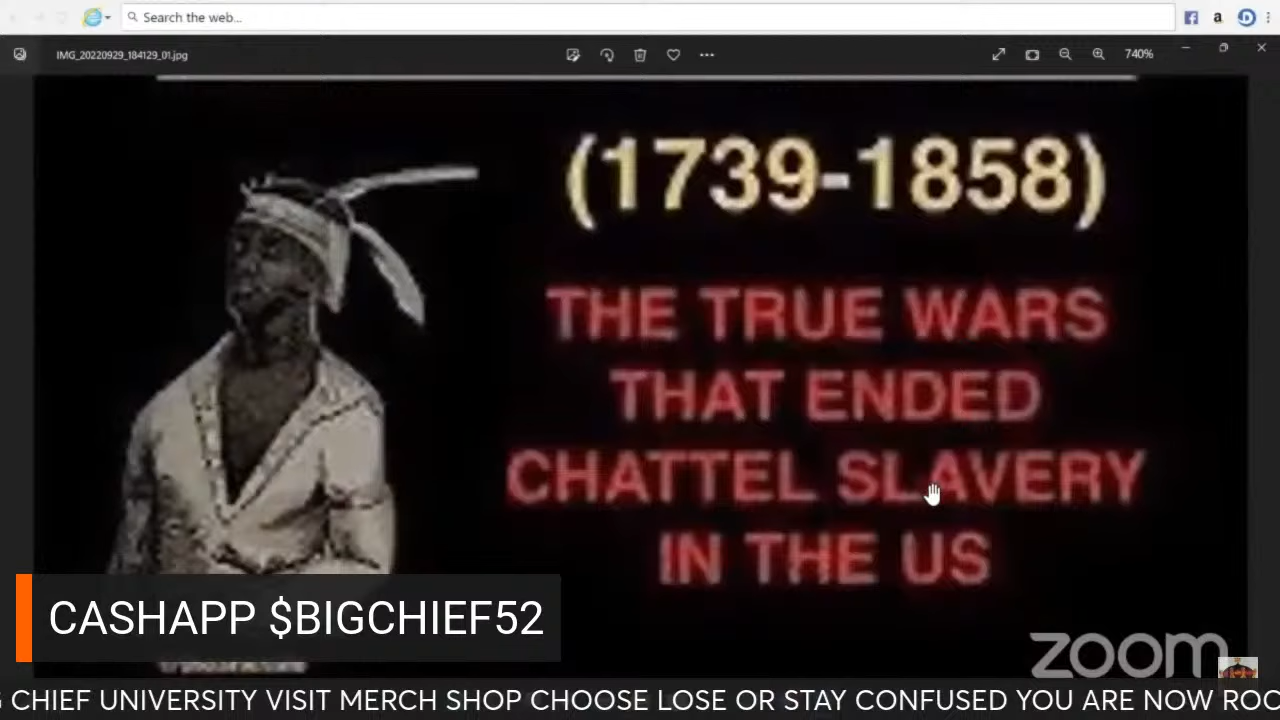 Search the web...
IMG_20220929_184129_01.jpg
740%
(1739-1858)
THE TRUE WARS
THAT ENDED
CHATTEL SLAVERY
IN THE US
CASHAPP $BIGCHIEF52
zoom
CHIEF UNIVERSITY VISIT MERCH SHOP CHOOSE LOSE OR STAY CONFUSED YOU ARE NOW